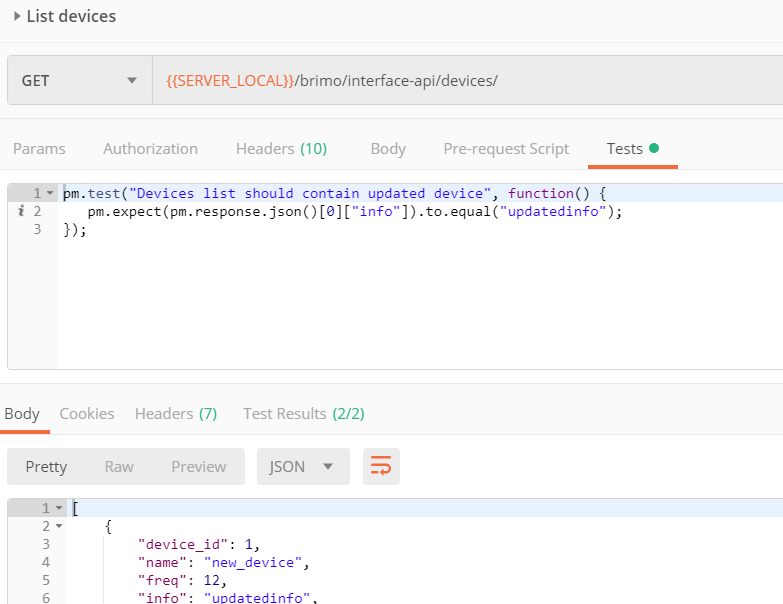 List devices
GET {{SERVER_LOCAL}}/brimo/interface-api/devices/
Params Authorization Headers (10) Body Pre-request Script Tests
1 pm.test("Devices list should contain updated device", function() {
i 2 pm.expect(pm.response.json()[0]["info"]).to.equal("updatedinfo");
3 });
Body Cookies Headers (7) Test Results (2/2)
Pretty Raw Preview JSON
1 [
2 {
3 "device_id": 1,
4 "name": "new_device",
5 "freq": 12,
6 "info": "updatedinfo",